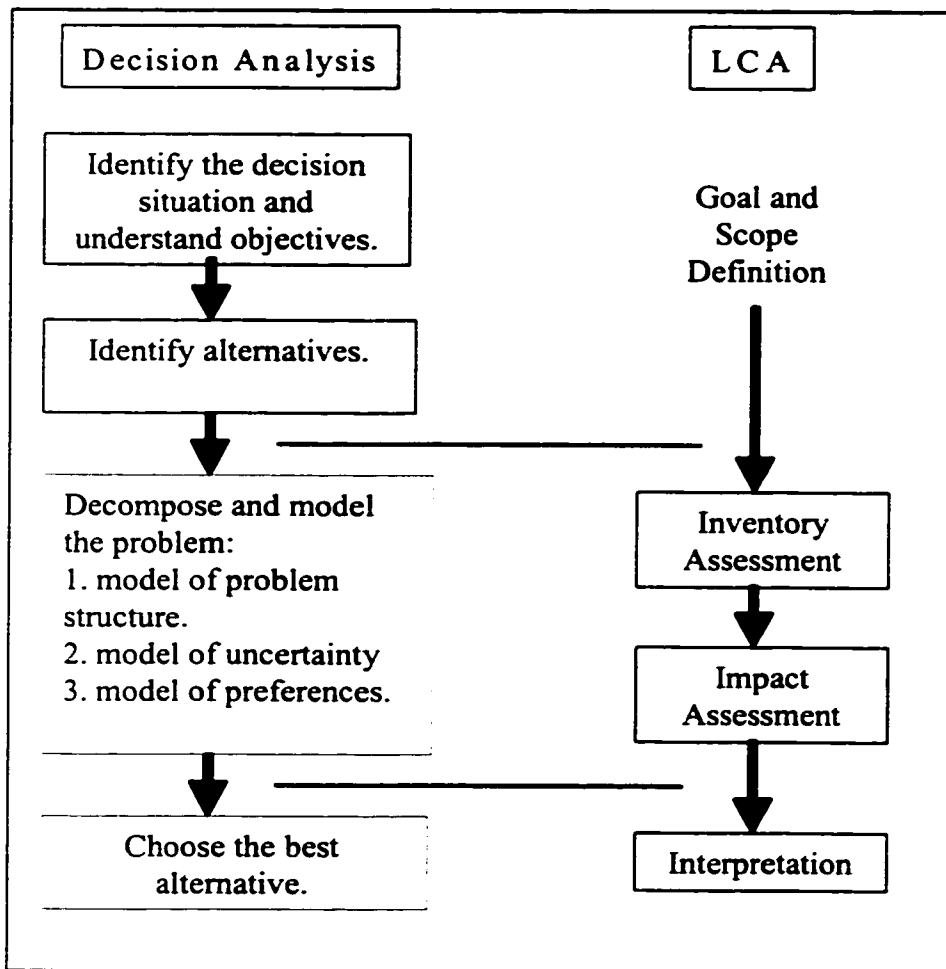 Decision Analysis
Identify the decision
situation and
understand objectives.
Identify alternatives.
Decompose and model
the problem:
1. model of problem
structure.
2. model of uncertainty
3. model of preferences.
Choose the best
alternative.
LCA
Goal and
Scope
Definition
Inventory
Assessment
Impact
Assessment
Interpretation